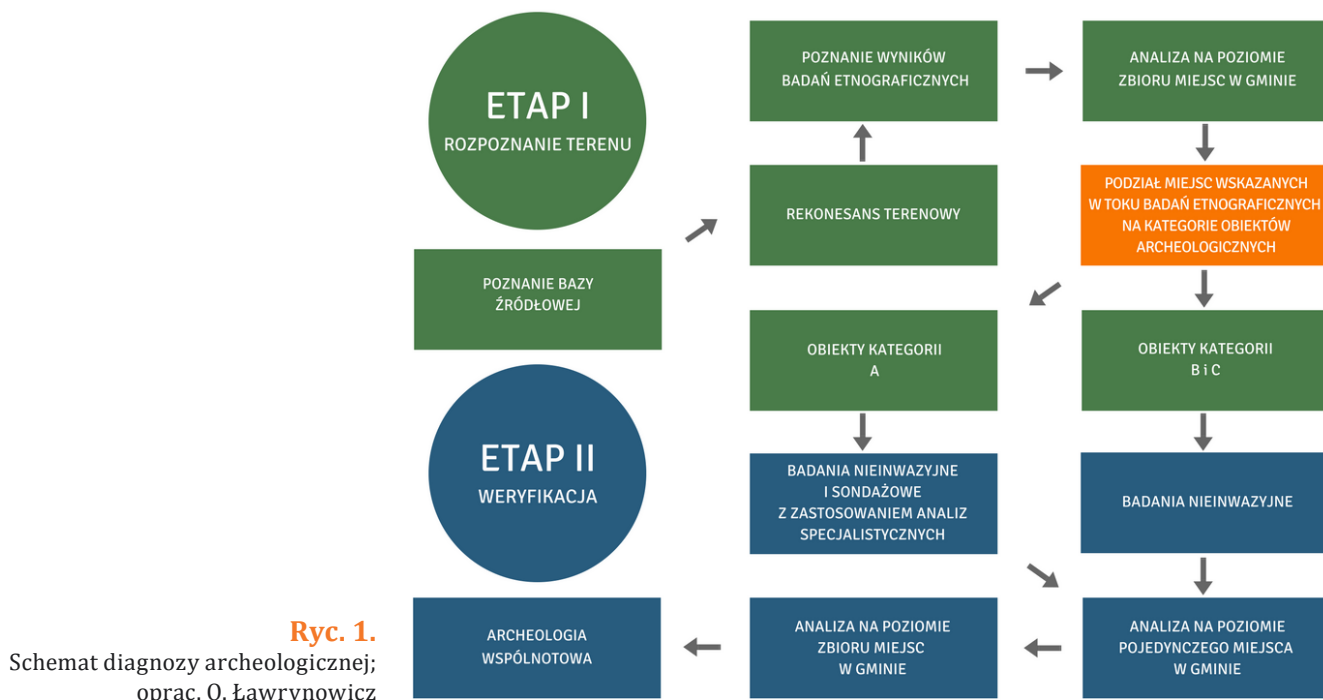 ETAP I
ROZPOZNANIE TERENU
POZNANIE BAZY
ŹRÓDŁOWEJ
REKONESANS TERENOWY
POZNANIE WYNIKÓW
BADAŃ ETNOGRAFICZNYCH
ANALIZA NA POZIOMIE
ZBIORU MIEJSC W GMINIE
PODZIAŁ MIEJSC WSKAZANYCH
W TOKU BADAŃ ETNOGRAFICZNYCH
NA KATEGORIE OBIEKTÓW
ARCHEOLOGICZNYCH
OBIEKTY KATEGORII
A
OBIEKTY KATEGORII
B i C
ETAP II
WERYFIKACJA
BADANIA NIEINWAZYJNE
I SONDAŻOWE
Z ZASTOSOWANIEM ANALIZ
SPECJALISTYCZNYCH
BADANIA NIEINWAZYJNE
ANALIZA NA POZIOMIE
POJEDYNCZEGO MIEJSCA
W GMINIE
ANALIZA NA POZIOMIE
ZBIORU MIEJSC
W GMINIE
ARCHEOLOGIA
WSPÓLNOTOWA
Ryc. 1.
Schemat diagnozy archeologicznej;
oprac. O. Ławrynowicz